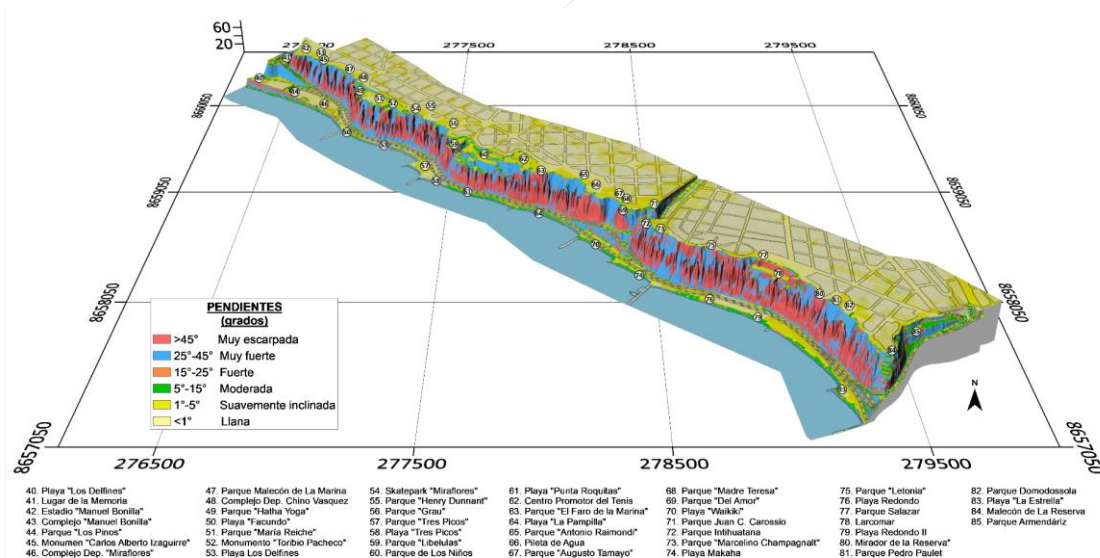 60
20
277500
278500
279500
8660050
8660050
8659050
8659050
8658050
8658050
8657050
8657050
276500
277500
278500
279500
PENDIENTES
(grados)
>45° Muy escarpada
25°-45° Muy fuerte
15°-25° Fuerte
5°-15° Moderada
1°-5° Suavemente inclinada
<1° Llana
N
40. Playa "Los Delfines"
41. Lugar de la Memoria
42. Estadio "Manuel Bonilla"
43. Complejo "Manuel Bonilla"
44. Parque "Los Pinos"
45. Monumen "Carlos Alberto Izaguirre"
46. Complejo Dep. "Miraflores"
47. Parque Malecón de La Marina
48. Complejo Dep. Chino Vasquez
49. Parque "Hatha Yoga"
50. Playa "Facundo"
51. Parque "María Reiche"
52. Monumento "Toribio Pacheco"
53. Playa Los Delfines
54. Skatepark "Miraflores"
55. Parque "Henry Dunnant"
56. Parque "Grau"
57. Parque "Tres Picos"
58. Playa "Tres Picos"
59. Parque "Libelulas"
60. Parque de Los Niños
61. Playa "Punta Roquitas"
62. Centro Promotor del Tenis
63. Parque "El Faro de la Marina"
64. Playa "La Pampilla"
65. Parque "Antonio Raimondi"
66. Pileta de Agua
67. Parque "Augusto Tamayo"
68. Parque "Madre Teresa"
69. Parque "Del Amor"
70. Playa "Waikiki"
71. Parque Juan C. Carossio
72. Parque Intihuatana
73. Parque "Marcelino Champagnalt"
74. Playa Makaha
75. Parque "Letonia"
76. Playa Redondo
77. Parque Salazar
78. Larcomar
79. Playa Redondo II
80. Mirador de la Reserva"
81. Parque Pedro Paulet
82. Parque Domodossola
83. Playa "La Estrella"
84. Malecón de La Reserva
85. Parque Armendáriz